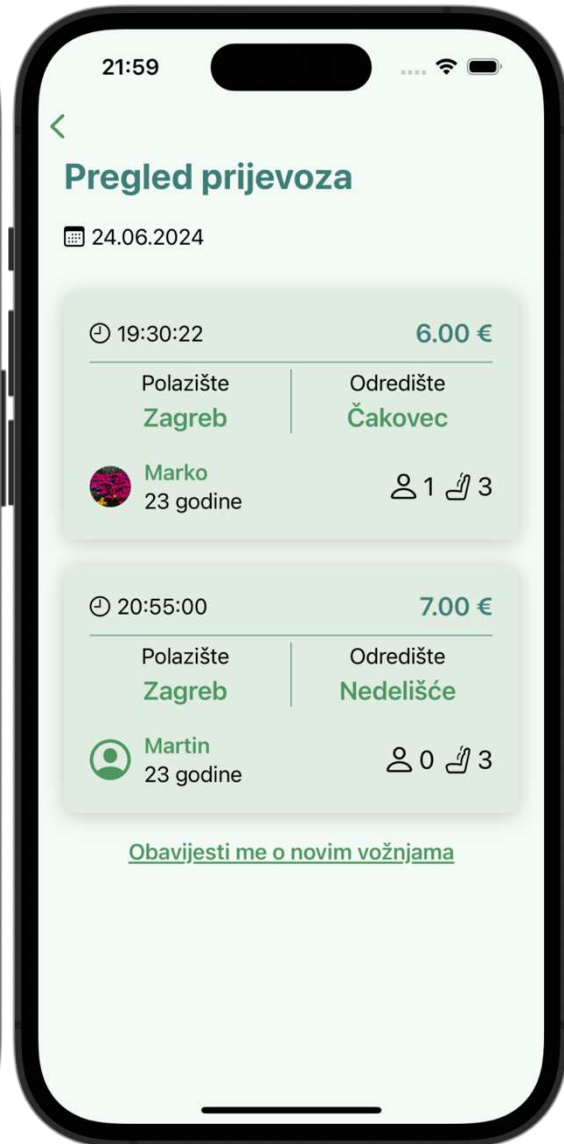 21:59
Pregled prijevoza
24.06.2024
19:30:22 6.00 €
Polazište Odredište
Zagreb Čakovec
Marko
23 godine 1 3
20:55:00 7.00 €
Polazište Odredište
Zagreb Nedelišće
Martin
23 godine 0 3
Obavijesti me o novim vožnjama